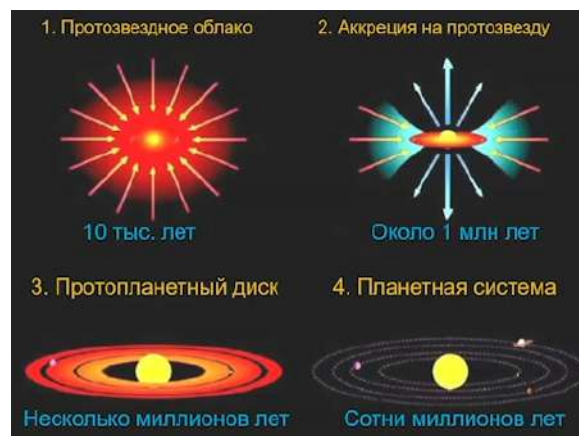 1. Протозвездное облако
2. Аккреция на протозвезду
10 тыс. лет
Около 1 млн лет
3. Протопланетный диск
4. Планетная система
Несколько миллионов лет
Сотни миллионов лет